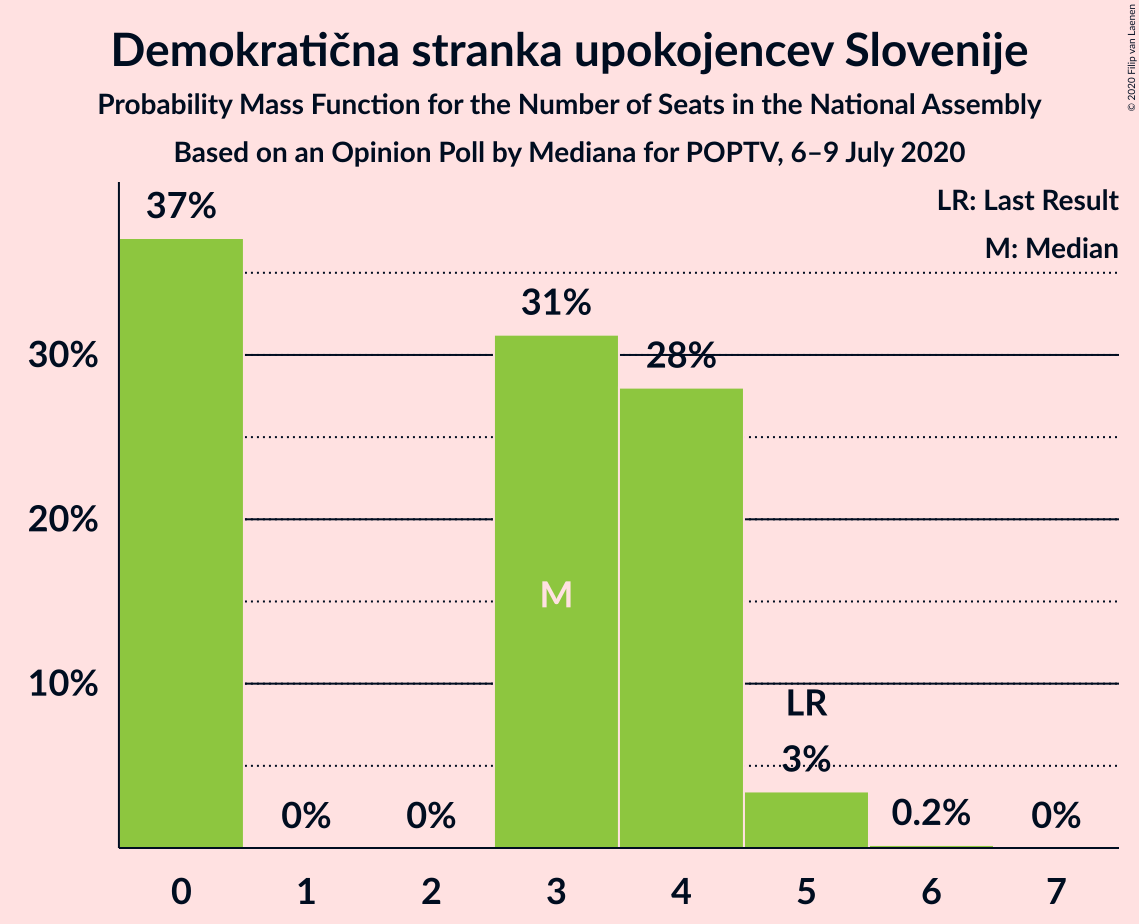 Demokratična stranka upokojencev Slovenije
Probability Mass Function for the Number of Seats in the National Assembly
Based on an Opinion Poll by Mediana for POPTV, 6–9 July 2020
© 2020 Filip van Laenen
LR: Last Result
M: Median
37%
31%
28%
30%
20%
M
10%
LR
3%
0%
0%
0.2%
0%
0 1 2 3 4 5 6 7